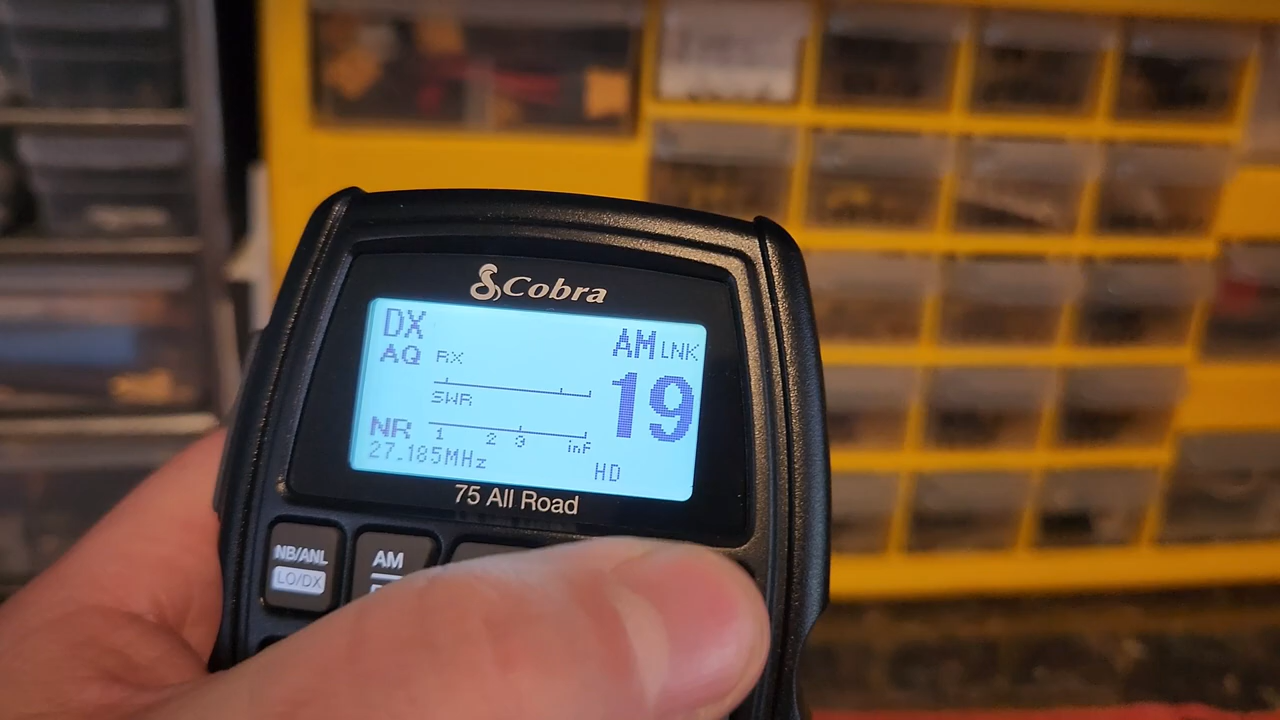 Cobra
DX
AM LNK
AQ RX
19
SWR
NR 1 2 3 inf
27.185MHz
HD
75 All Road
NB/ANL
LO/DX
AM